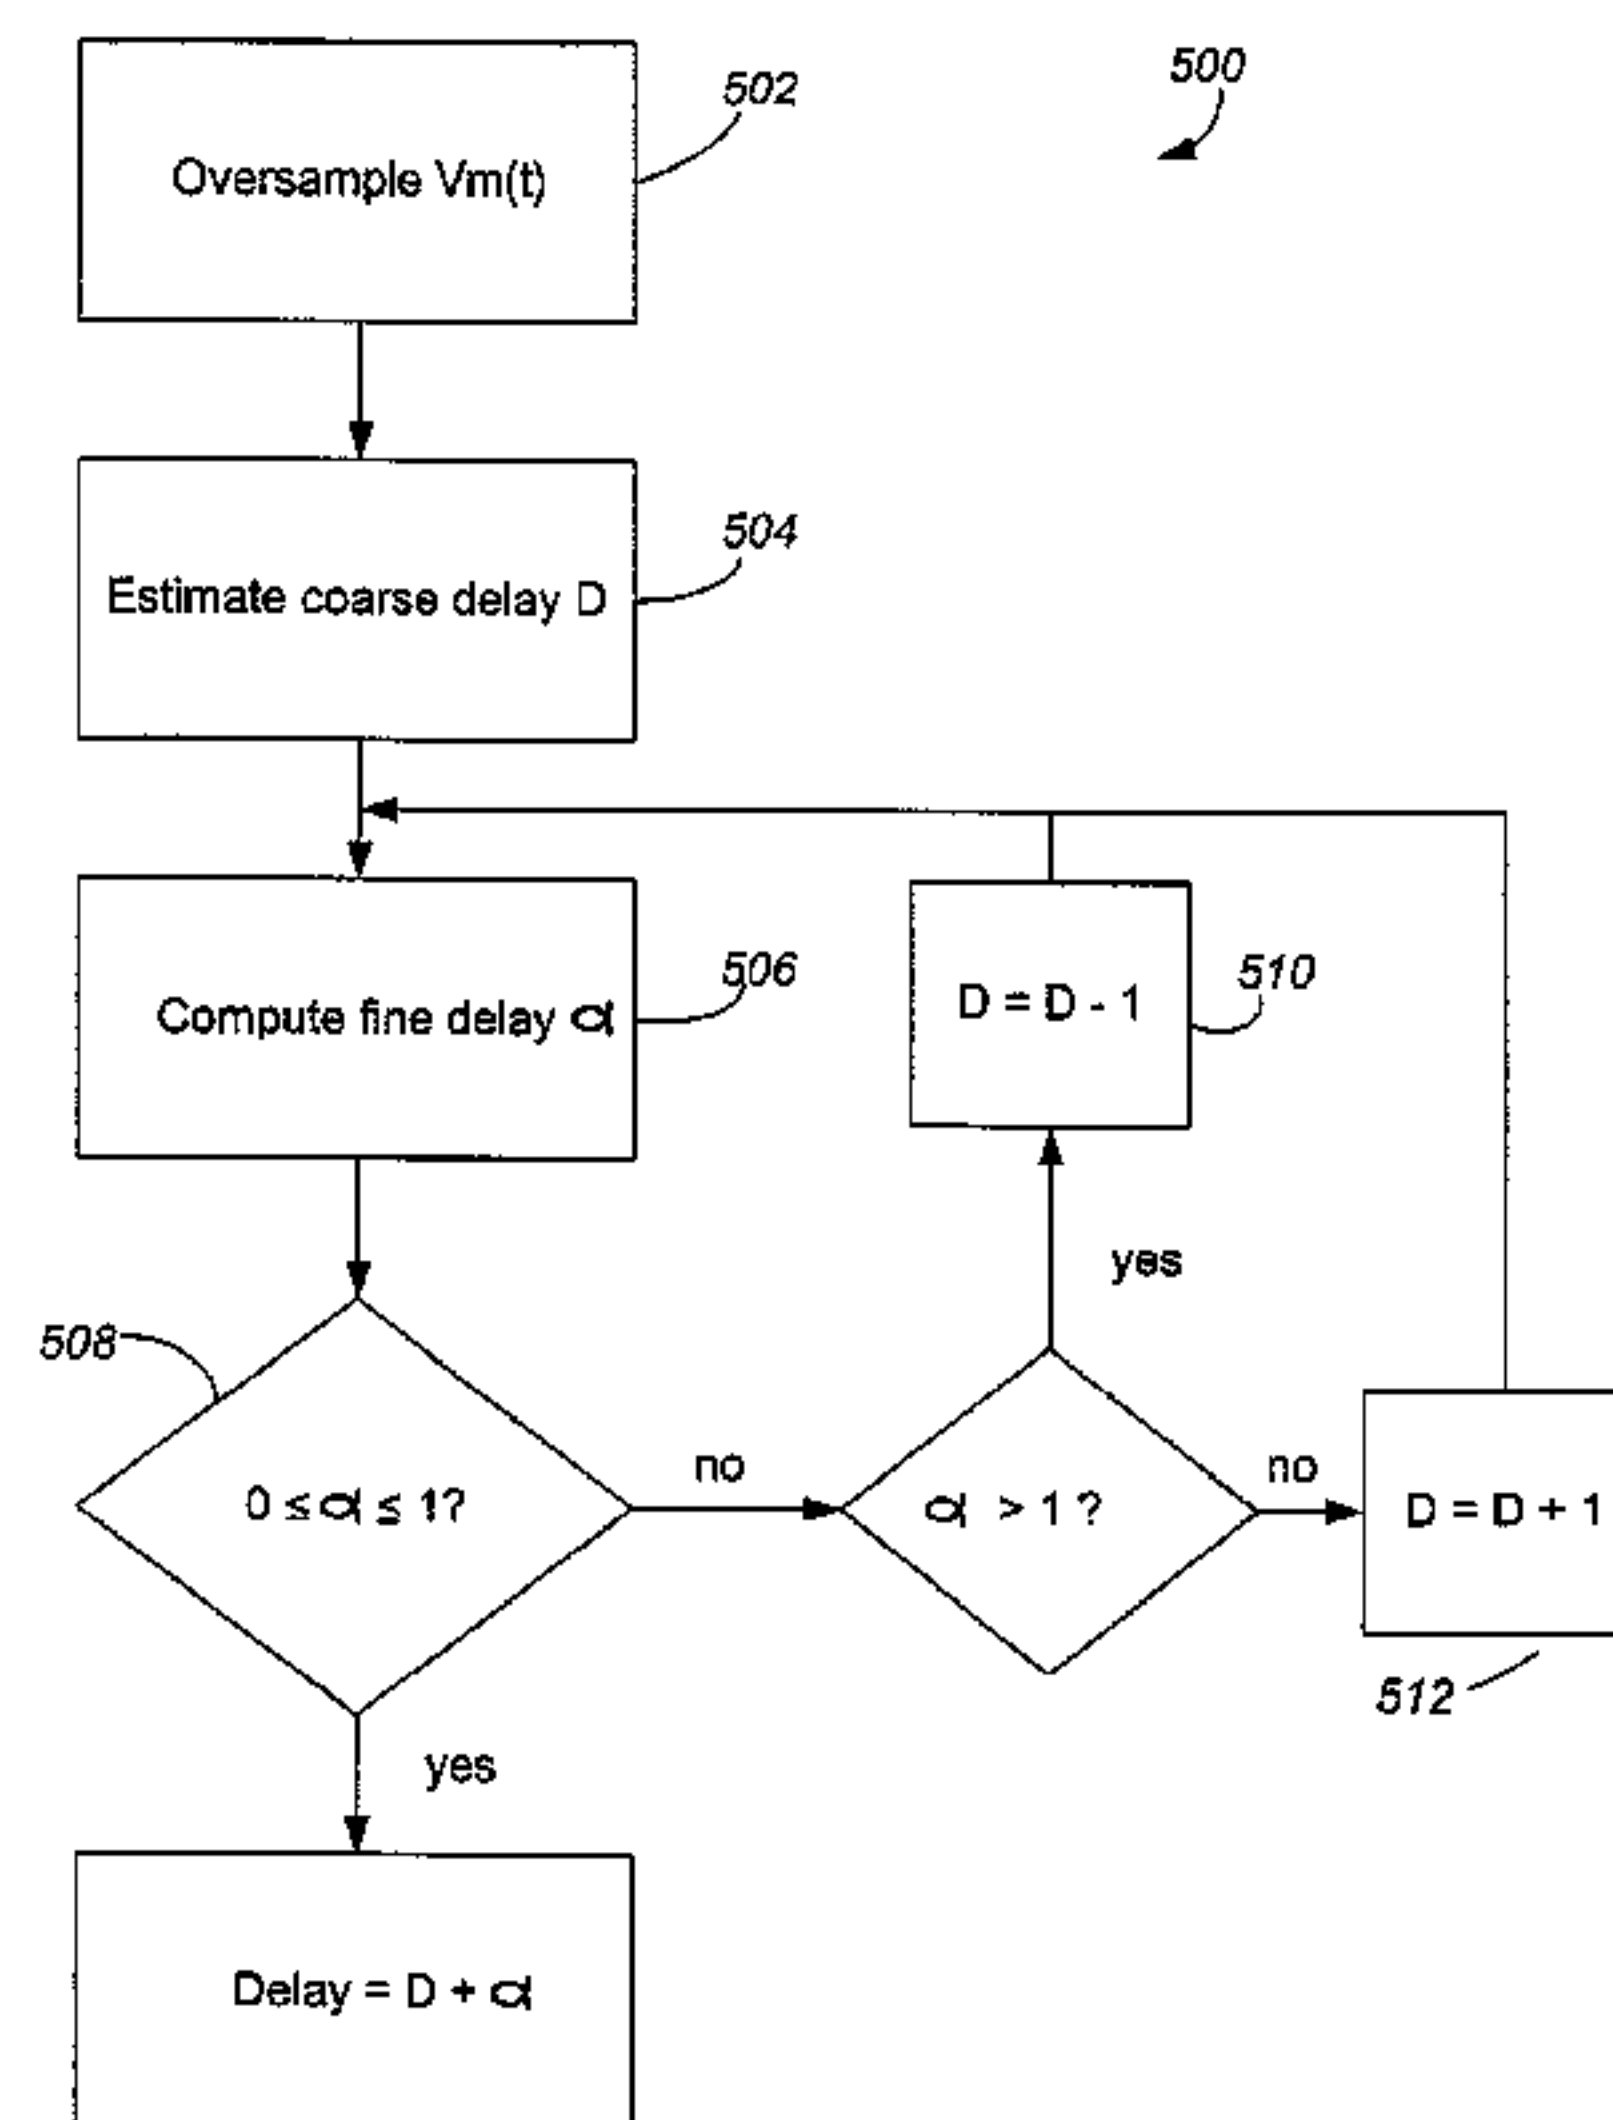 500
Oversample Vm(t)
502
Estimate coarse delay D
504
Compute fine delay α
506
D = D - 1
510
yes
508
0 ≤ α ≤ 1?
no
α > 1 ?
no
D = D + 1
512
yes
Delay = D + α